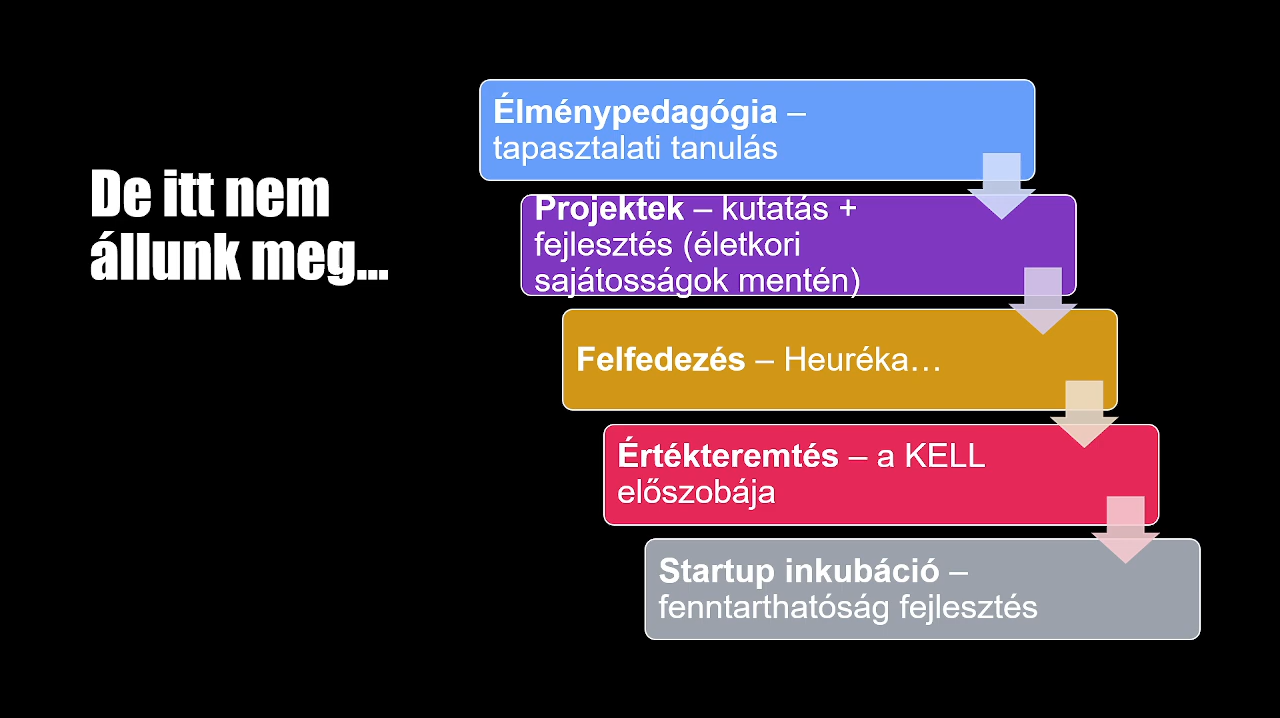 De itt nem
állunk meg...
Élménypedagógia –
tapasztalati tanulás
Projektek – kutatás +
fejlesztés (életkori
sajátosságok mentén)
Felfedezés – Heuréka…
Értékteremtés – a KELL
előszobája
Startup inkubáció –
fenntarthatóság fejlesztés